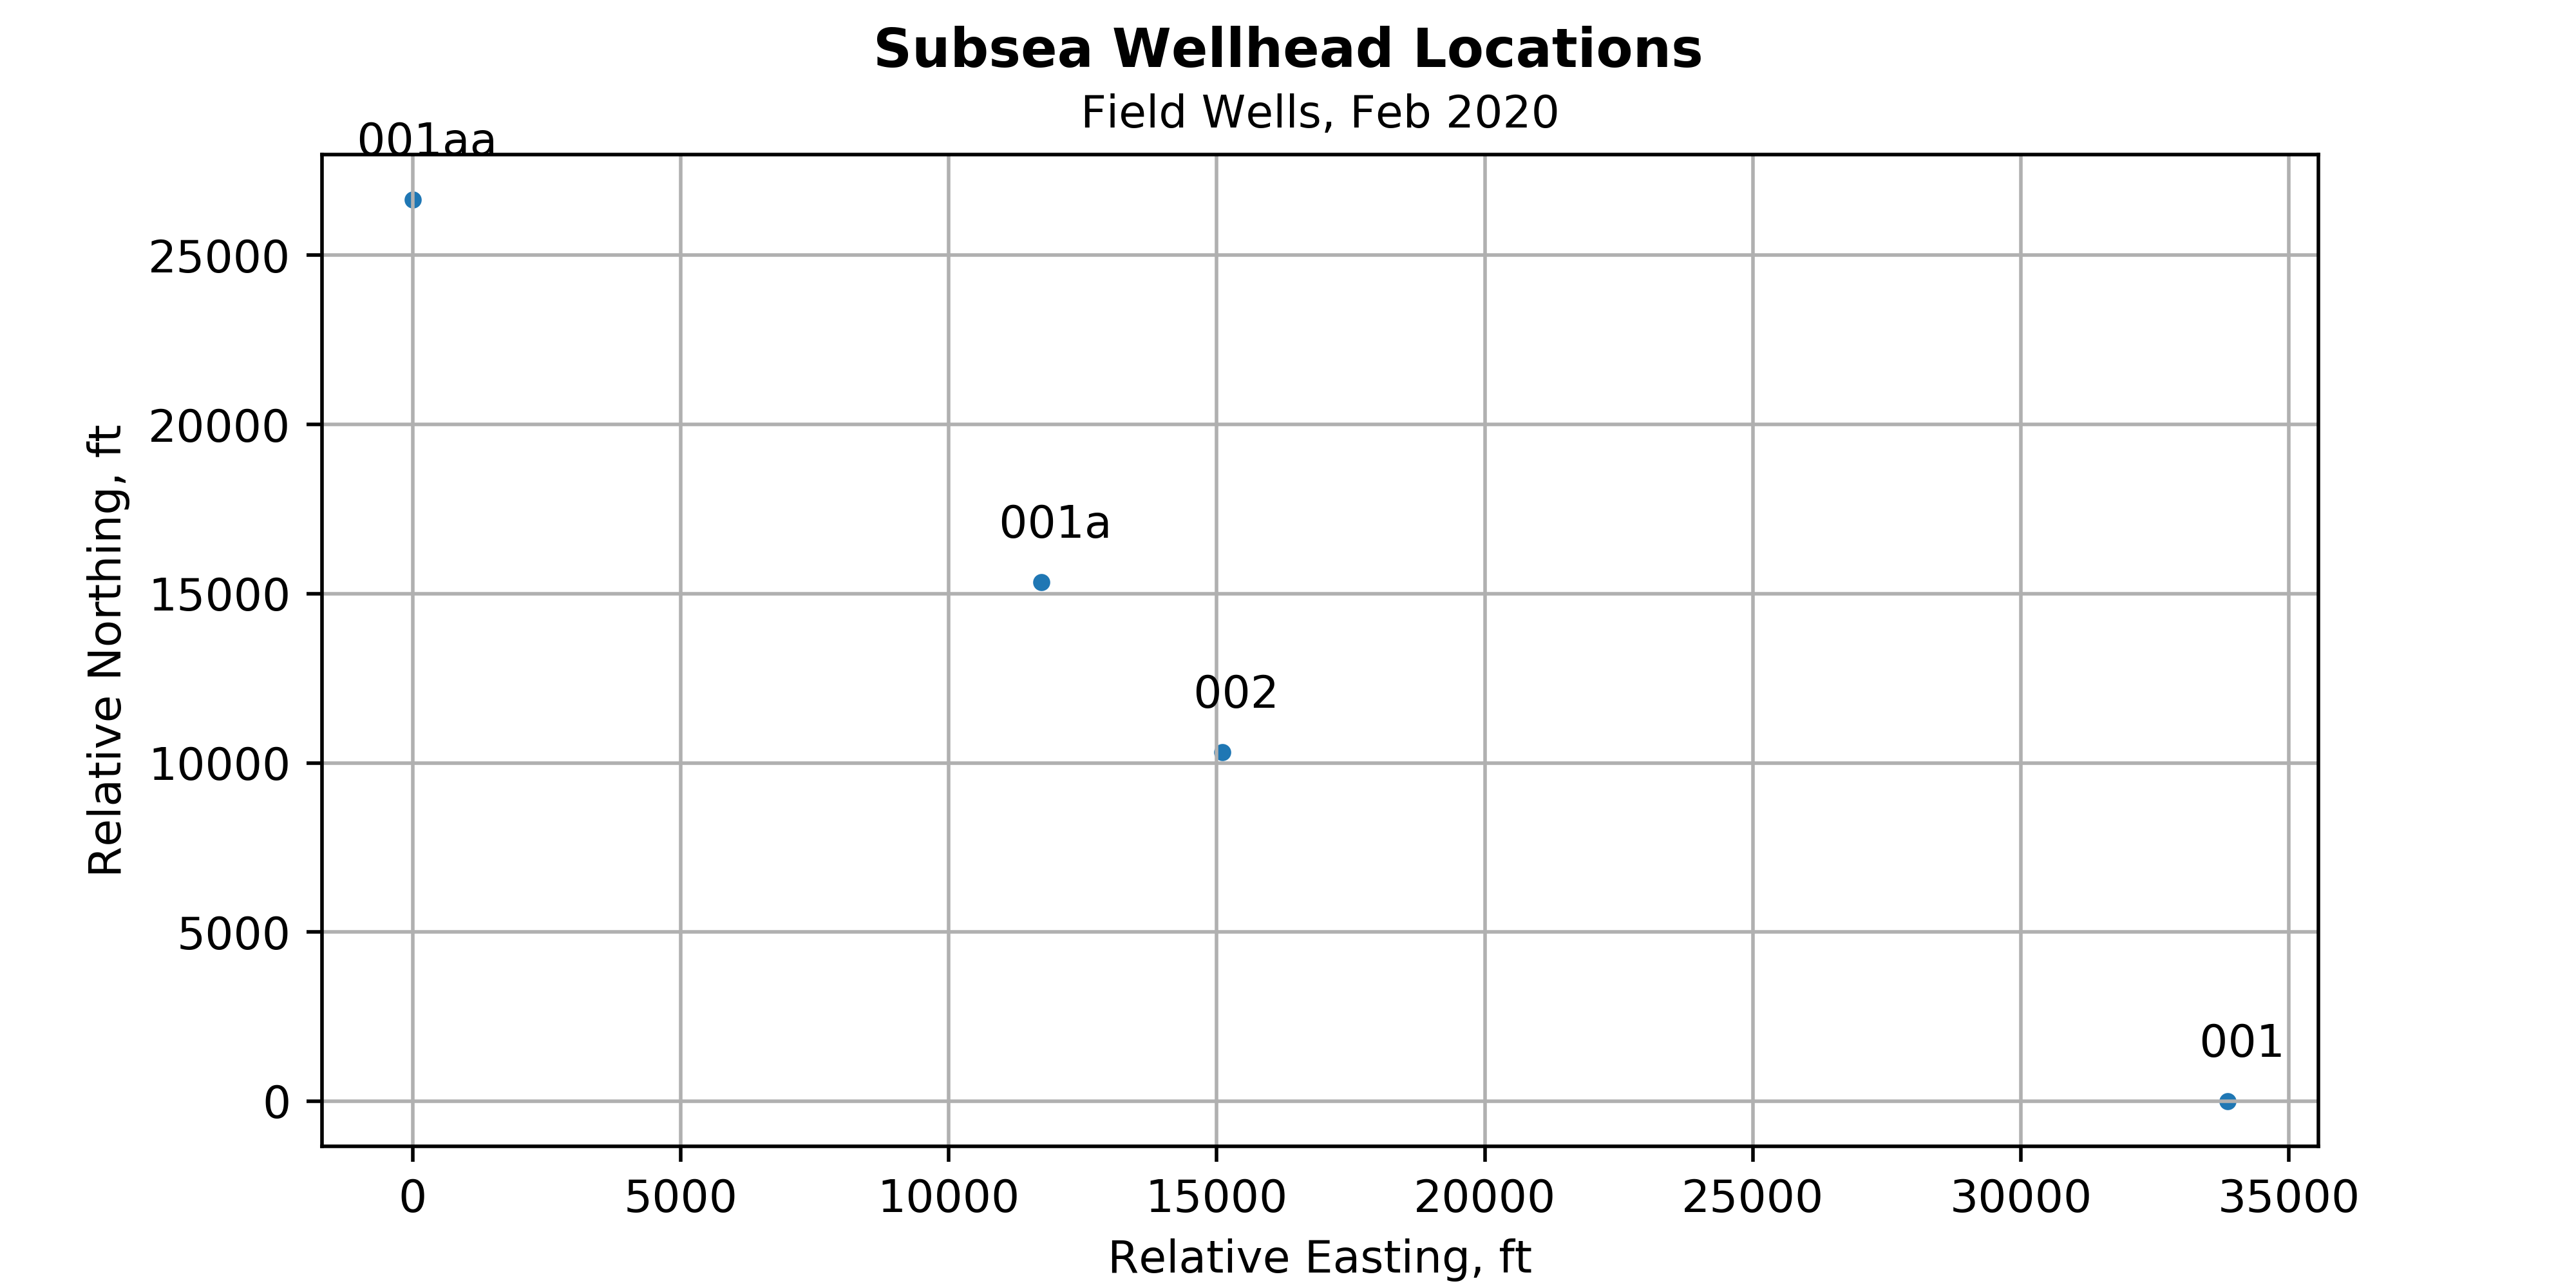 Subsea Wellhead Locations
Field Wells, Feb 2020
001aa
25000
20000
001a
15000
002
10000
5000
001
0
Relative Northing, ft
0 5000 10000 15000 20000 25000 30000 35000
Relative Easting, ft